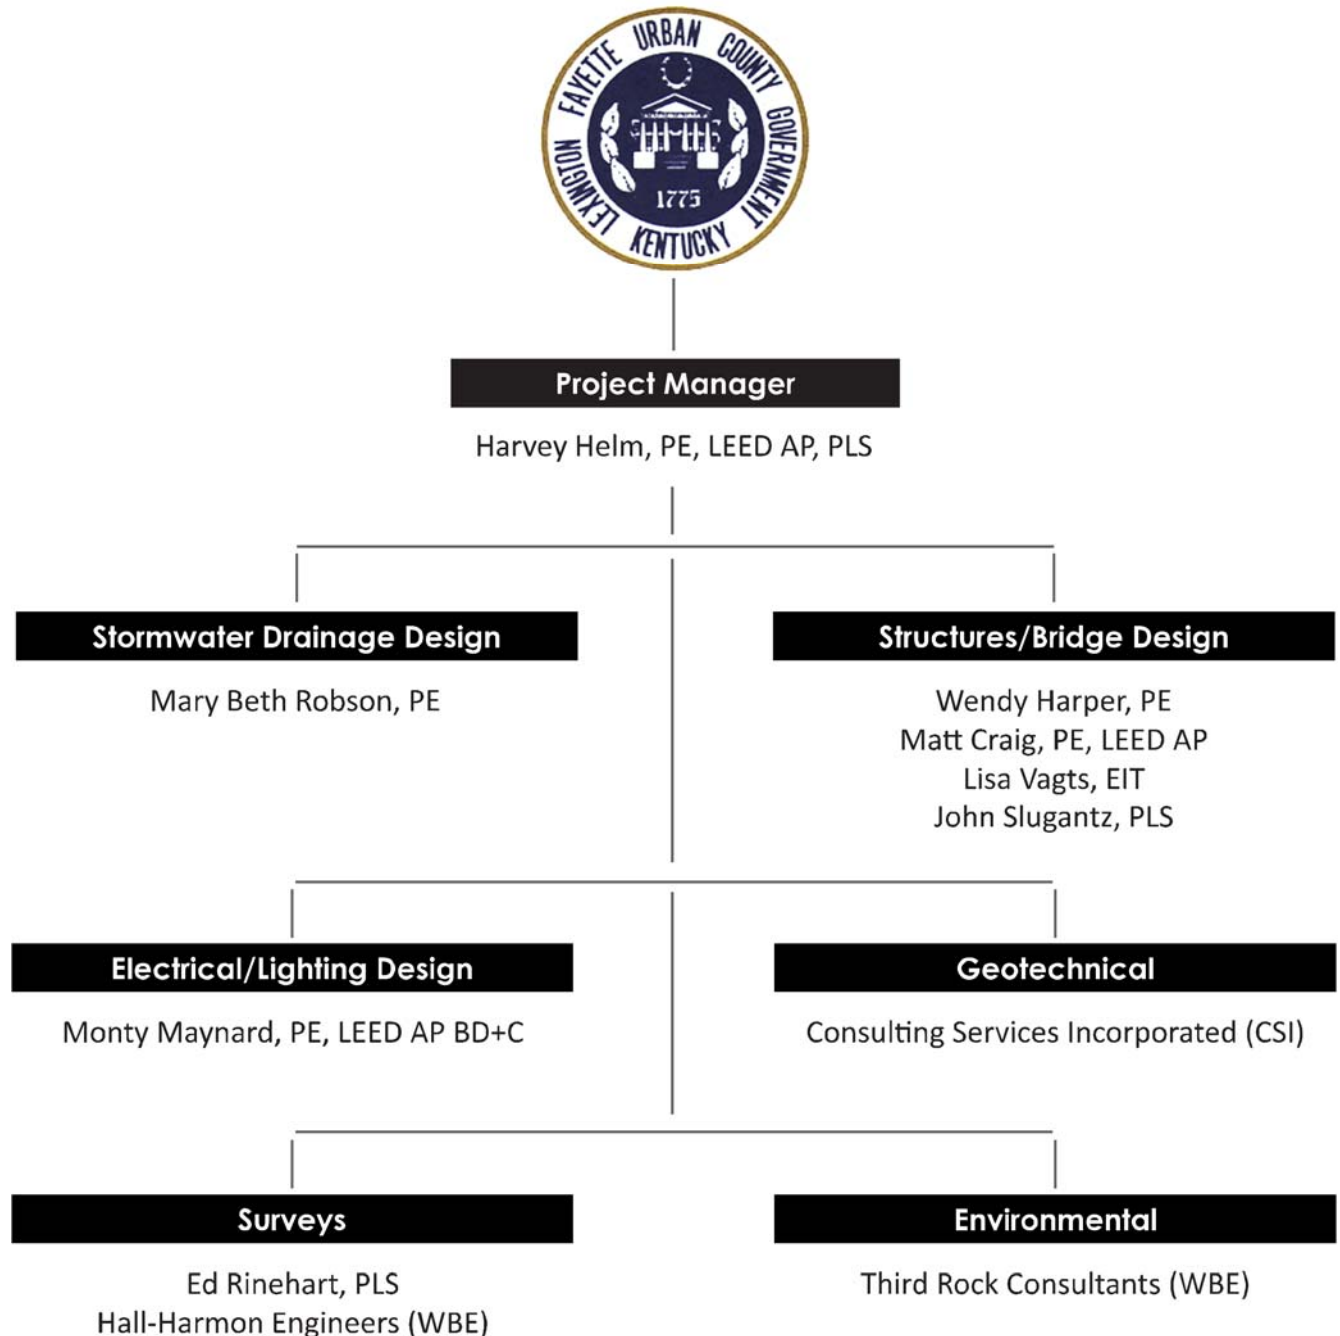 LEXINGTON FAYETTE URBAN COUNTY GOVERNMENT
1775
KENTUCKY
Project Manager
Harvey Helm, PE, LEED AP, PLS
Stormwater Drainage Design
Mary Beth Robson, PE
Structures/Bridge Design
Wendy Harper, PE
Matt Craig, PE, LEED AP
Lisa Vagts, EIT
John Slugantz, PLS
Electrical/Lighting Design
Monty Maynard, PE, LEED AP BD+C
Geotechnical
Consulting Services Incorporated (CSI)
Surveys
Ed Rinehart, PLS
Hall-Harmon Engineers (WBE)
Environmental
Third Rock Consultants (WBE)